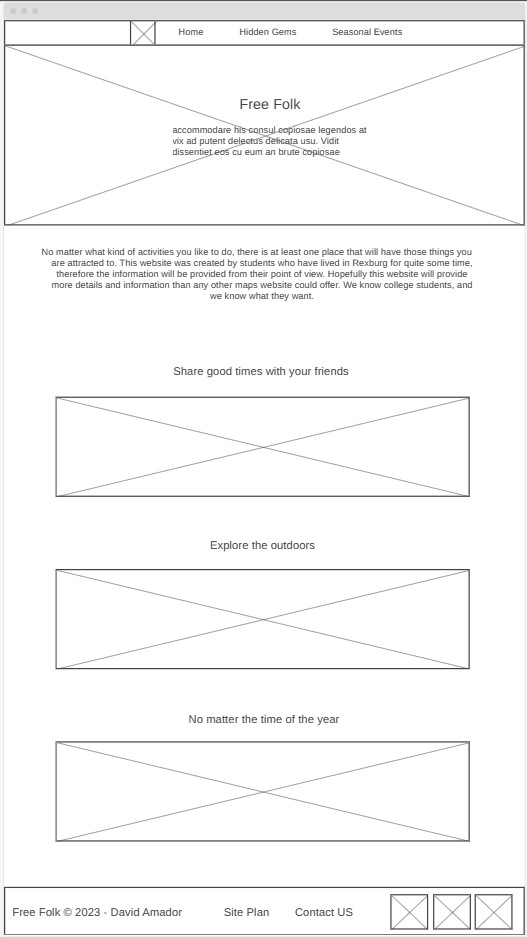 Home Hidden Gems Seasonal Events
Free Folk
accommodare his consul copiosae legendos at
vix ad putent delectus delicata usu. Vidit
dissentiet eos cu eum an brute copiosae
No matter what kind of activities you like to do, there is at least one place that will have those things you
are attracted to. This website was created by students who have lived in Rexburg for quite some time,
therefore the information will be provided from their point of view. Hopefully this website will provide
more details and information than any other maps website could offer. We know college students, and
we know what they want.
Share good times with your friends
Explore the outdoors
No matter the time of the year
Free Folk © 2023 - David Amador Site Plan Contact US